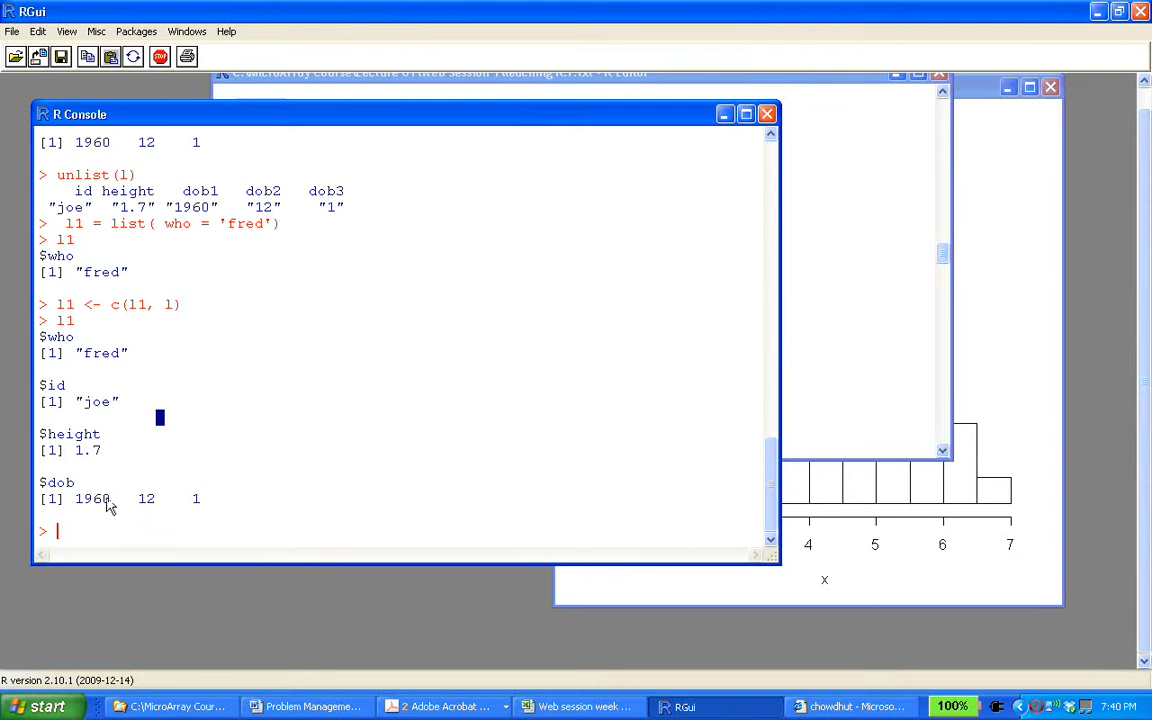 RGui
File Edit View Misc Packages Windows Help
R Console
[1] 1960 12 1
> unlist(l)
id height dob1 dob2 dob3
"joe" "1.7" "1960" "12" "1"
> l1 = list( who = 'fred')
> l1
$who
[1] "fred"
> l1 <- c(l1, l)
> l1
$who
[1] "fred"
$id
[1] "joe"
$height
[1] 1.7
$dob
[1] 1960 12 1
>
4 5 6 7
x
R version 2.10.1 (2009-12-14)
start C:\MicroArray Cour... Problem Manageme... 2 Adobe Acrobat ... Web session week ... RGui chowdhut - Microso... 100% 7:40 PM